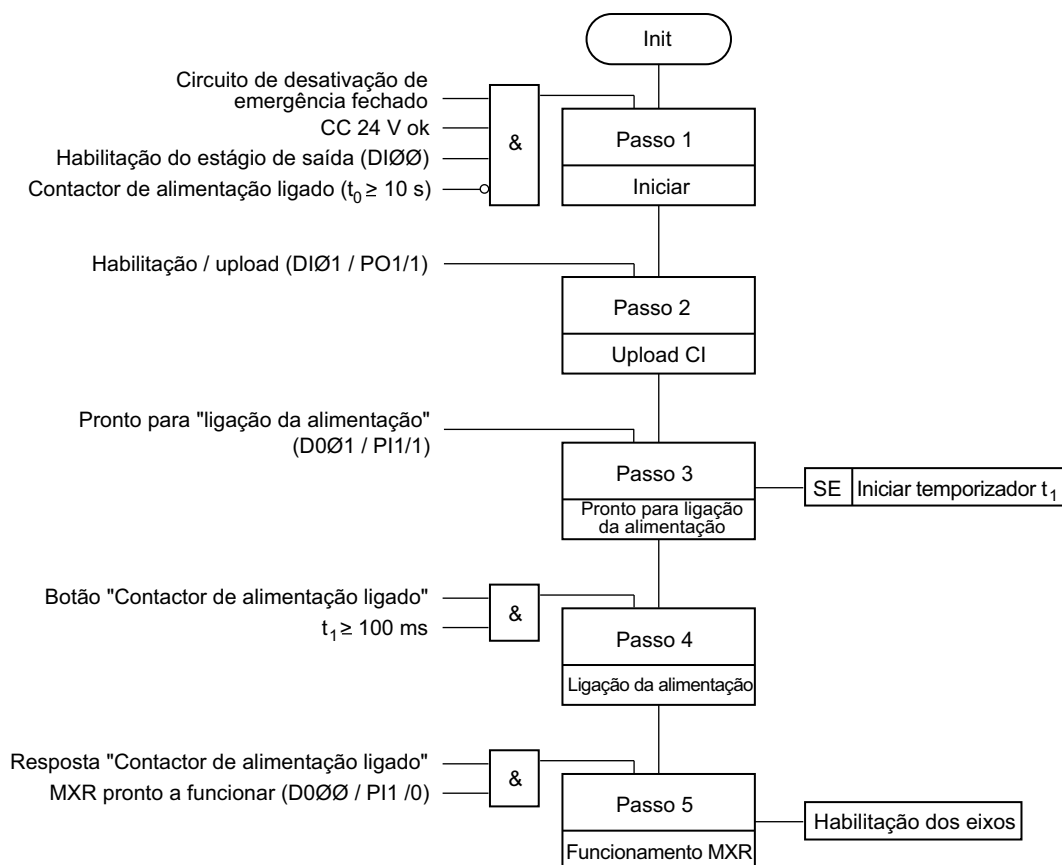 Init
Circuito de desativação de
emergência fechado
CC 24 V ok
Habilitação do estágio de saída (DIØØ)
Contactor de alimentação ligado (t0 ≥ 10 s)
&
Passo 1
Iniciar
Habilitação / upload (DIØ1 / PO1/1)
Passo 2
Upload CI
Pronto para "ligação da alimentação"
(D0Ø1 / PI1/1)
Passo 3
Pronto para ligação
da alimentação
SE Iniciar temporizador t1
Botão "Contactor de alimentação ligado"
t1 ≥ 100 ms
&
Passo 4
Ligação da alimentação
Resposta "Contactor de alimentação ligado"
MXR pronto a funcionar (D0ØØ / PI1 /0)
&
Passo 5
Funcionamento MXR
Habilitação dos eixos